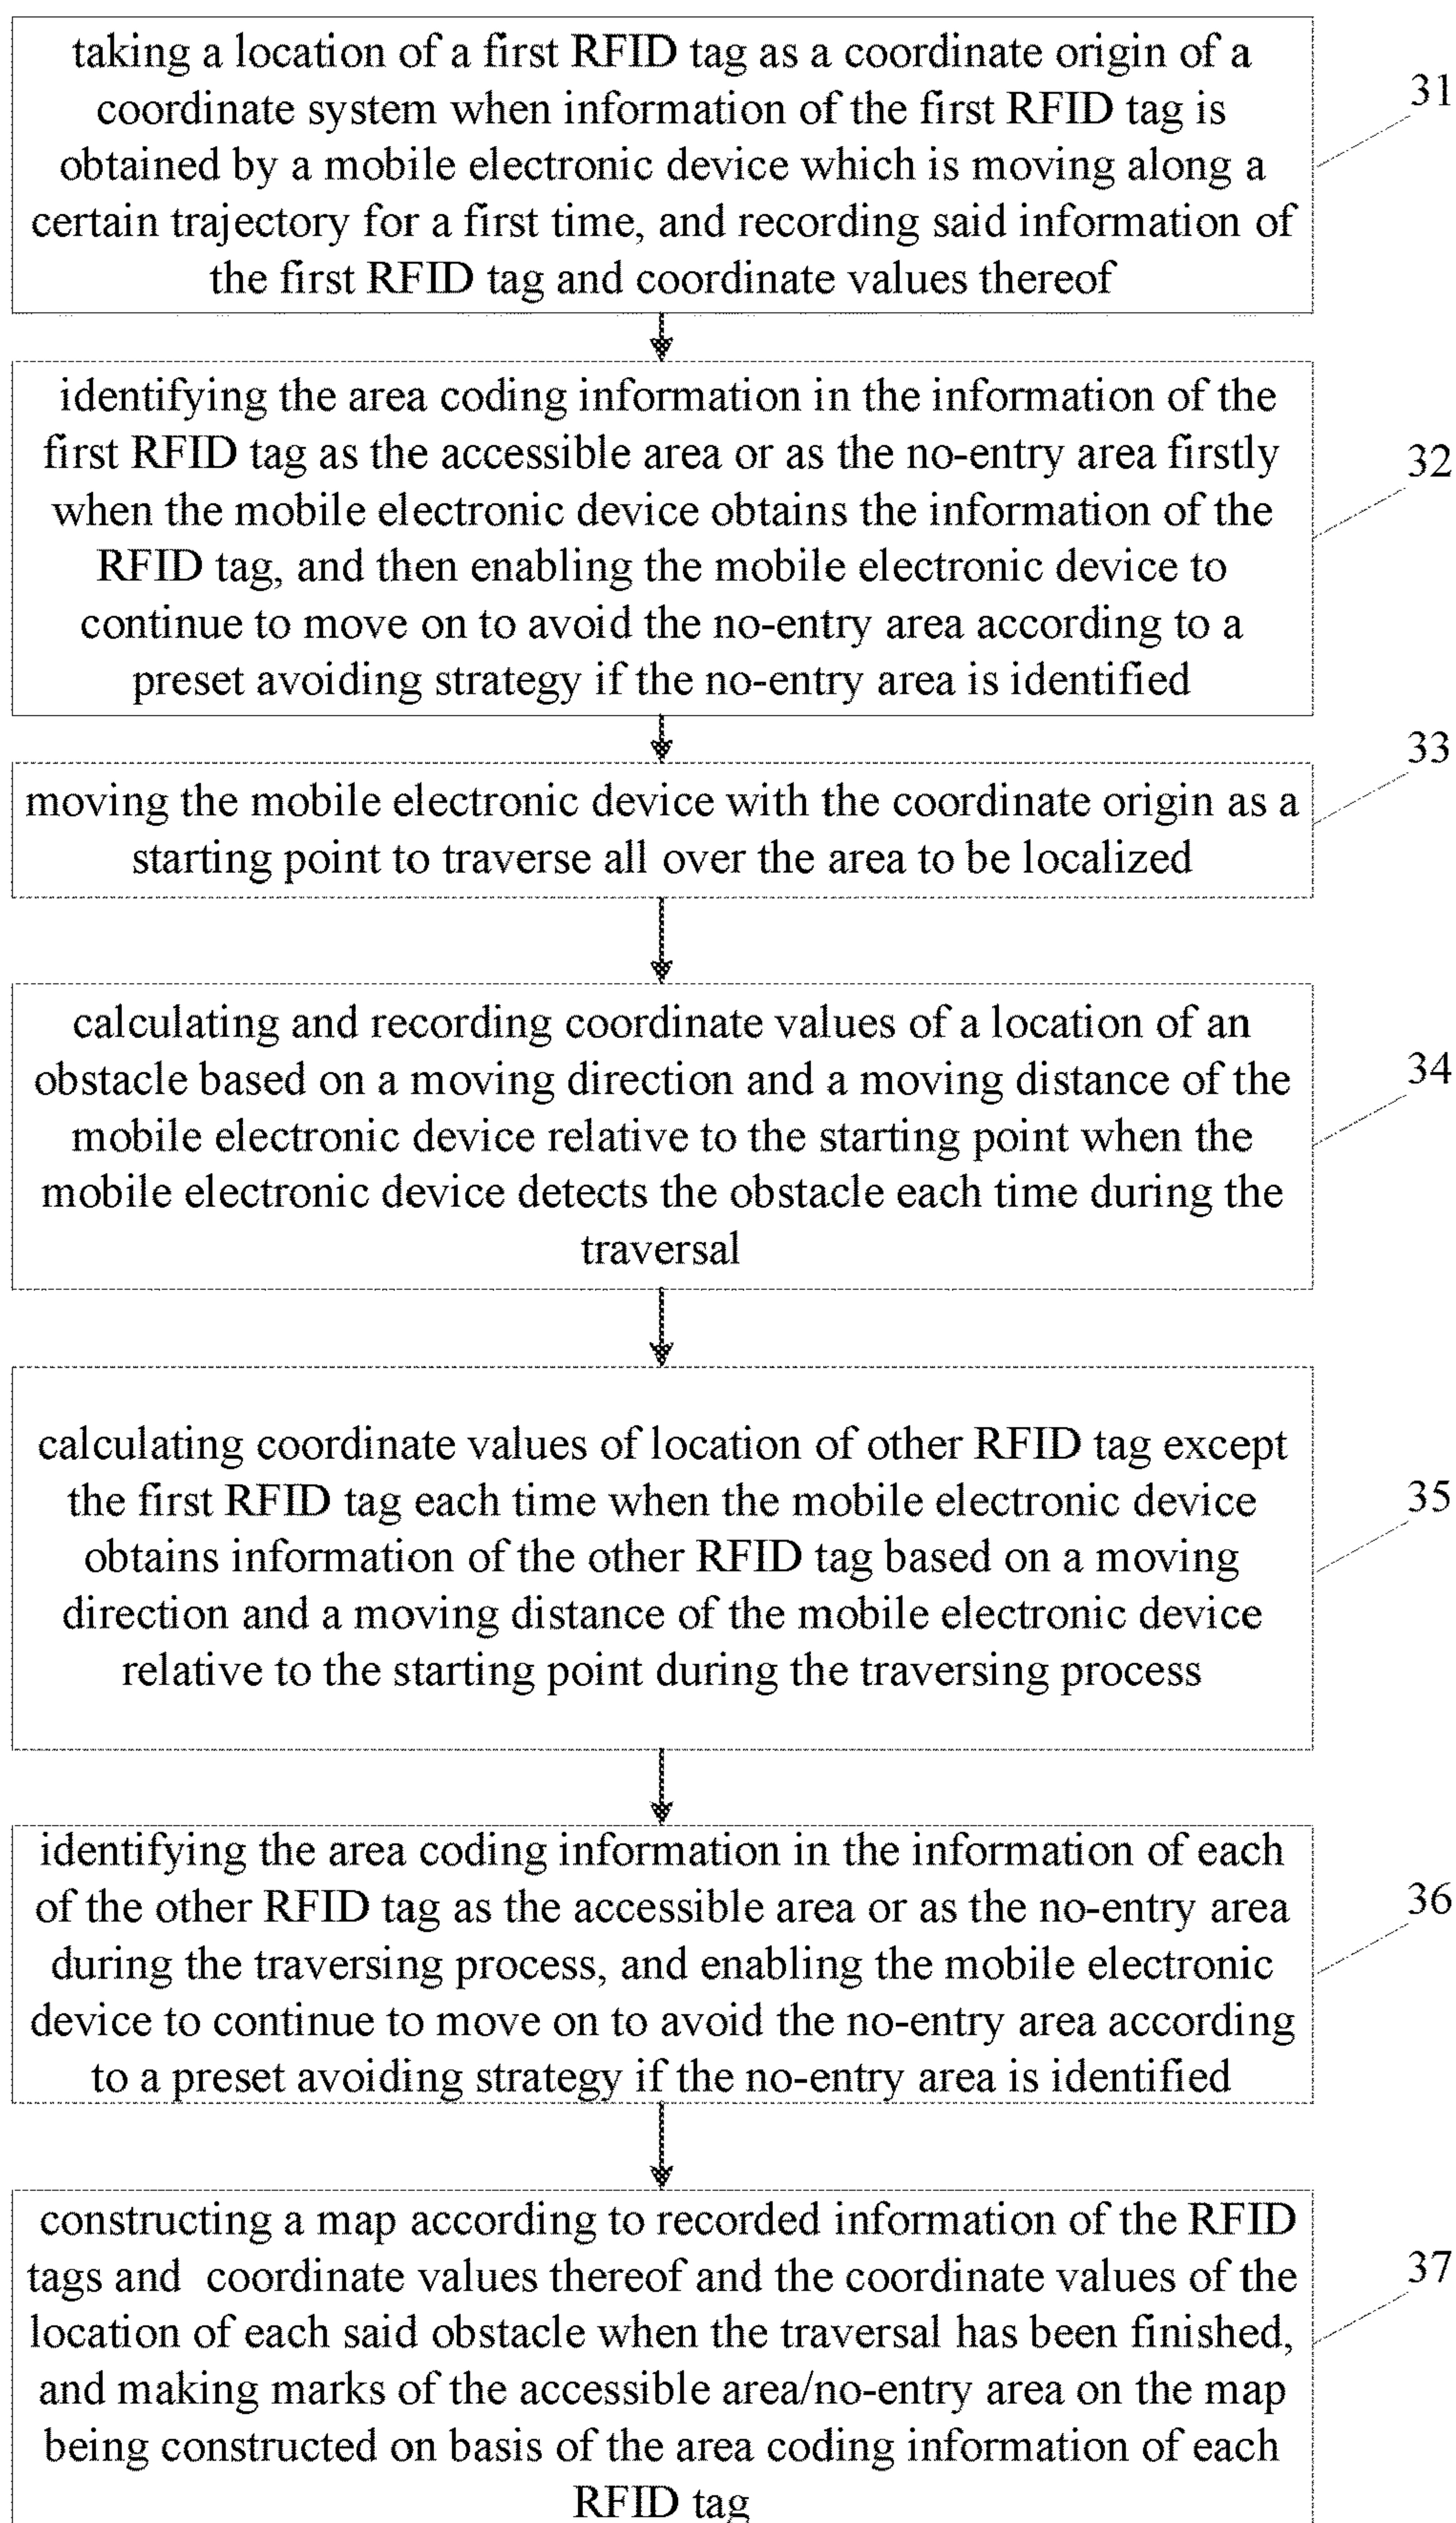 taking a location of a first RFID tag as a coordinate origin of a
coordinate system when information of the first RFID tag is
obtained by a mobile electronic device which is moving along a
certain trajectory for a first time, and recording said information of
the first RFID tag and coordinate values thereof
31
identifying the area coding information in the information of the
first RFID tag as the accessible area or as the no-entry area firstly
when the mobile electronic device obtains the information of the
RFID tag, and then enabling the mobile electronic device to
continue to move on to avoid the no-entry area according to a
preset avoiding strategy if the no-entry area is identified
32
moving the mobile electronic device with the coordinate origin as a
starting point to traverse all over the area to be localized
33
calculating and recording coordinate values of a location of an
obstacle based on a moving direction and a moving distance of the
mobile electronic device relative to the starting point when the
mobile electronic device detects the obstacle each time during the
traversal
34
calculating coordinate values of location of other RFID tag except
the first RFID tag each time when the mobile electronic device
obtains information of the other RFID tag based on a moving
direction and a moving distance of the mobile electronic device
relative to the starting point during the traversing process
35
identifying the area coding information in the information of each
of the other RFID tag as the accessible area or as the no-entry area
during the traversing process, and enabling the mobile electronic
device to continue to move on to avoid the no-entry area according
to a preset avoiding strategy if the no-entry area is identified
36
constructing a map according to recorded information of the RFID
tags and coordinate values thereof and the coordinate values of the
location of each said obstacle when the traversal has been finished,
and making marks of the accessible area/no-entry area on the map
being constructed on basis of the area coding information of each
RFID tag
37